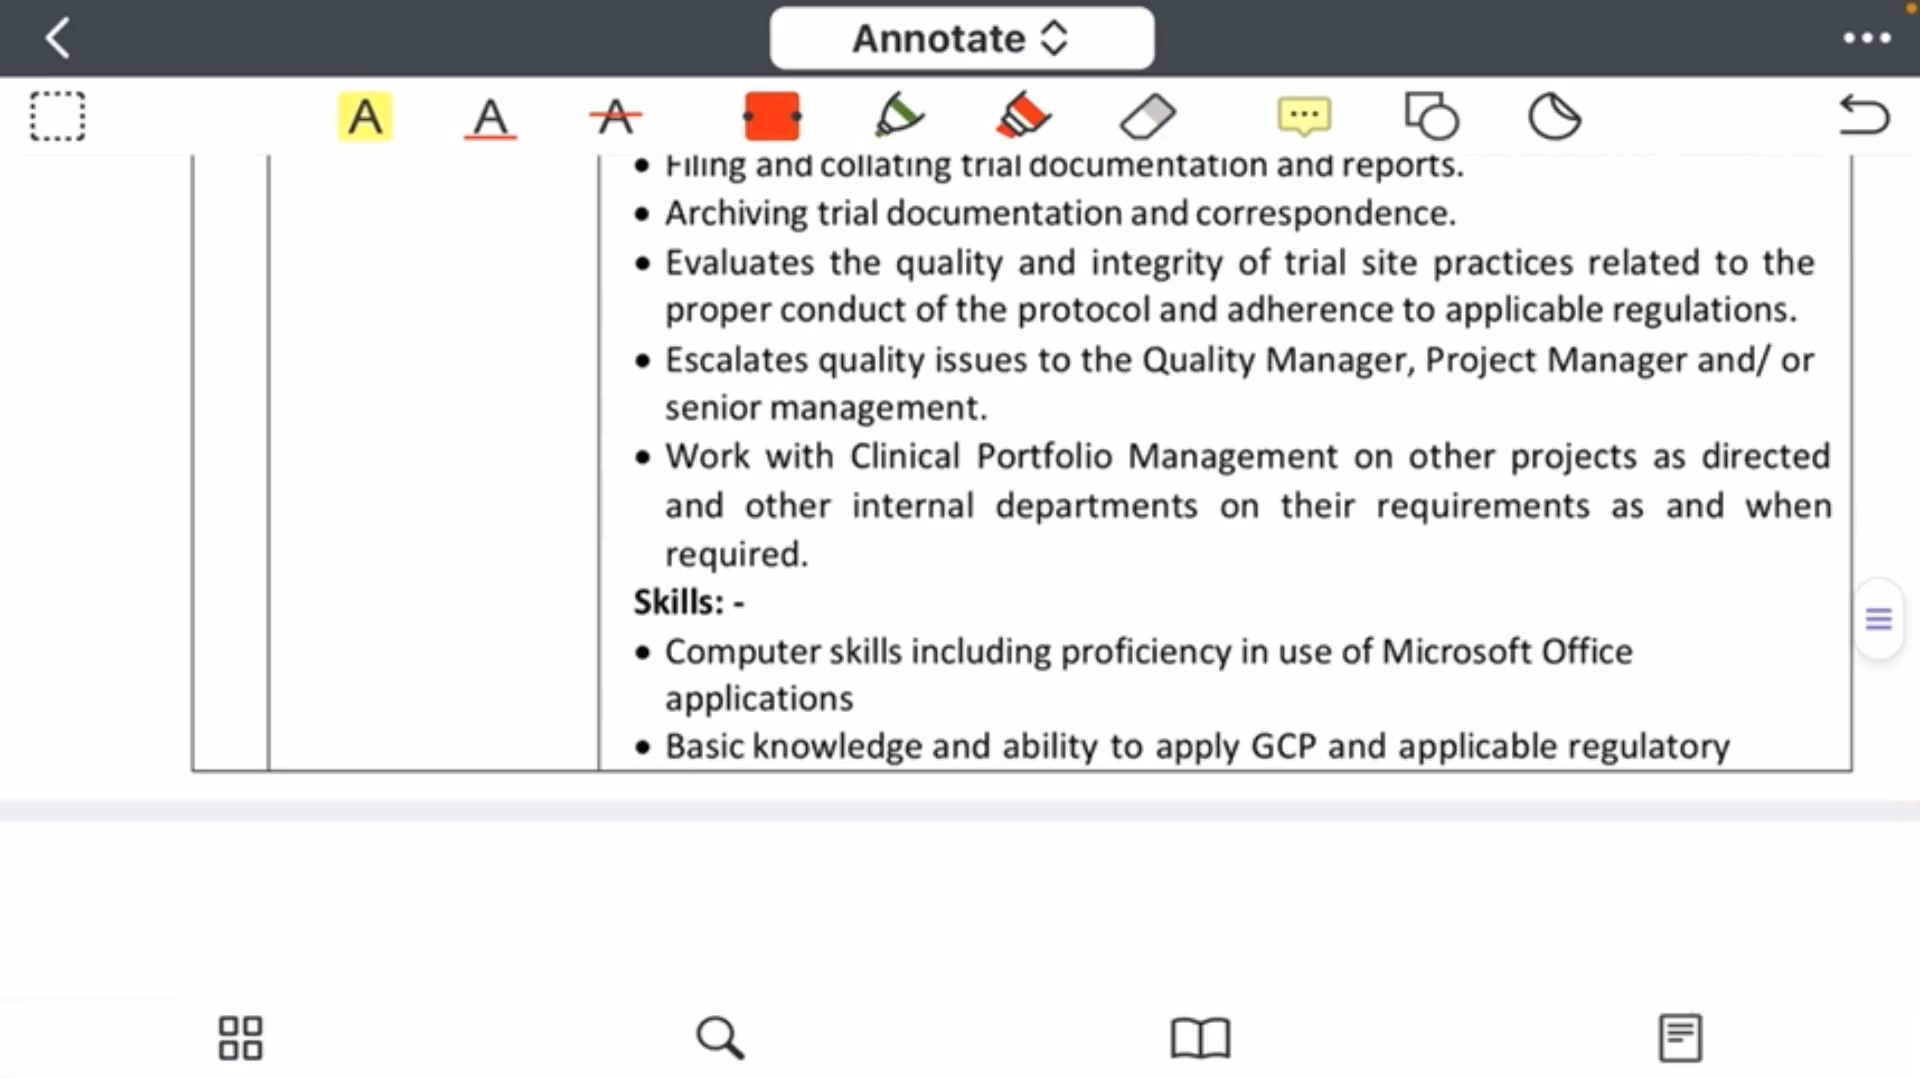 Annotate
A A A
• Filing and collating trial documentation and reports.
• Archiving trial documentation and correspondence.
• Evaluates the quality and integrity of trial site practices related to the
proper conduct of the protocol and adherence to applicable regulations.
• Escalates quality issues to the Quality Manager, Project Manager and/ or
senior management.
• Work with Clinical Portfolio Management on other projects as directed
and other internal departments on their requirements as and when
required.
Skills: -
• Computer skills including proficiency in use of Microsoft Office
applications
• Basic knowledge and ability to apply GCP and applicable regulatory